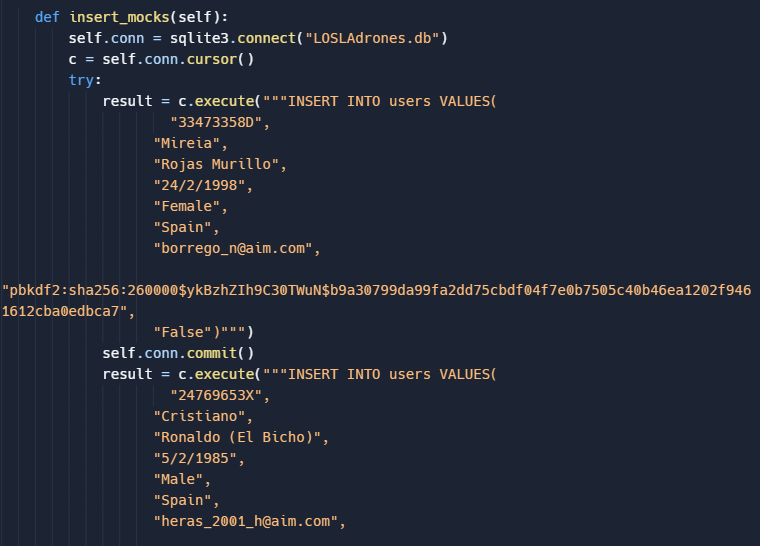 def insert_mocks(self):
self.conn = sqlite3.connect("LOSLAdrones.db")
c = self.conn.cursor()
try:
result = c.execute("""INSERT INTO users VALUES(
"33473358D",
"Mireia",
"Rojas Murillo",
"24/2/1998",
"Female",
"Spain",
"borrego_n@aim.com",
"pbkdf2:sha256:260000$ykBzhZIh9C30TWuN$b9a30799da99fa2dd75cbdf04f7e0b7505c40b46ea1202f946
1612cba0edbca7",
"False")""")
self.conn.commit()
result = c.execute("""INSERT INTO users VALUES(
"24769653X",
"Cristiano",
"Ronaldo (El Bicho)",
"5/2/1985",
"Male",
"Spain",
"heras_2001_h@aim.com",